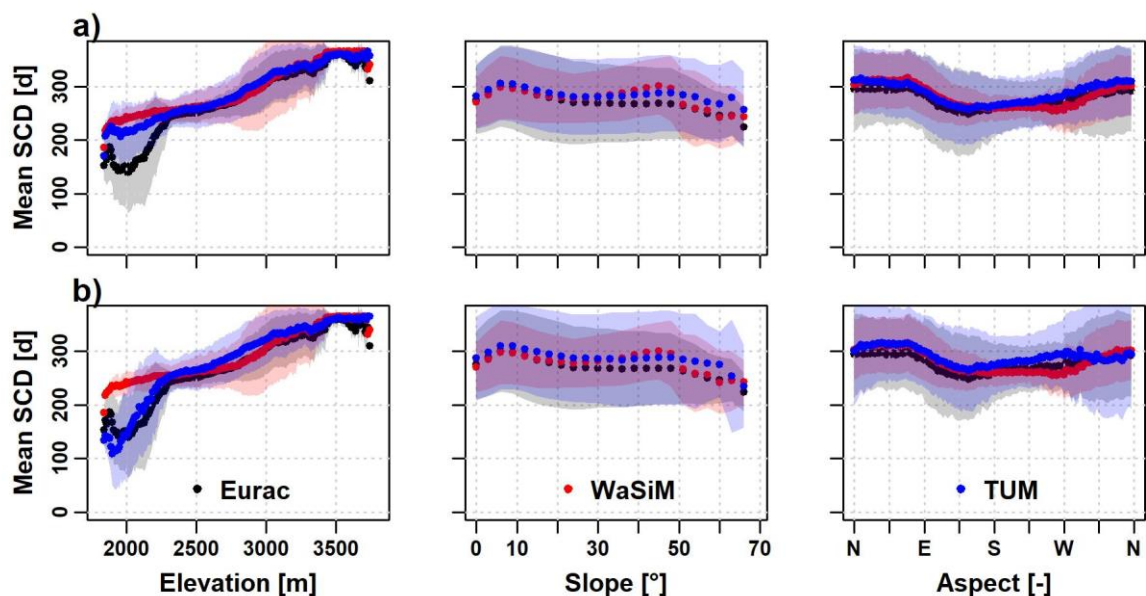 a)
Mean SCD [d]
300
200
100
0
b)
Mean SCD [d]
300
200
100
0
Eurac
WaSiM
TUM
2000 2500 3000 3500
0 10 30 50 70
N E S W N
Elevation [m]
Slope [°]
Aspect [-]